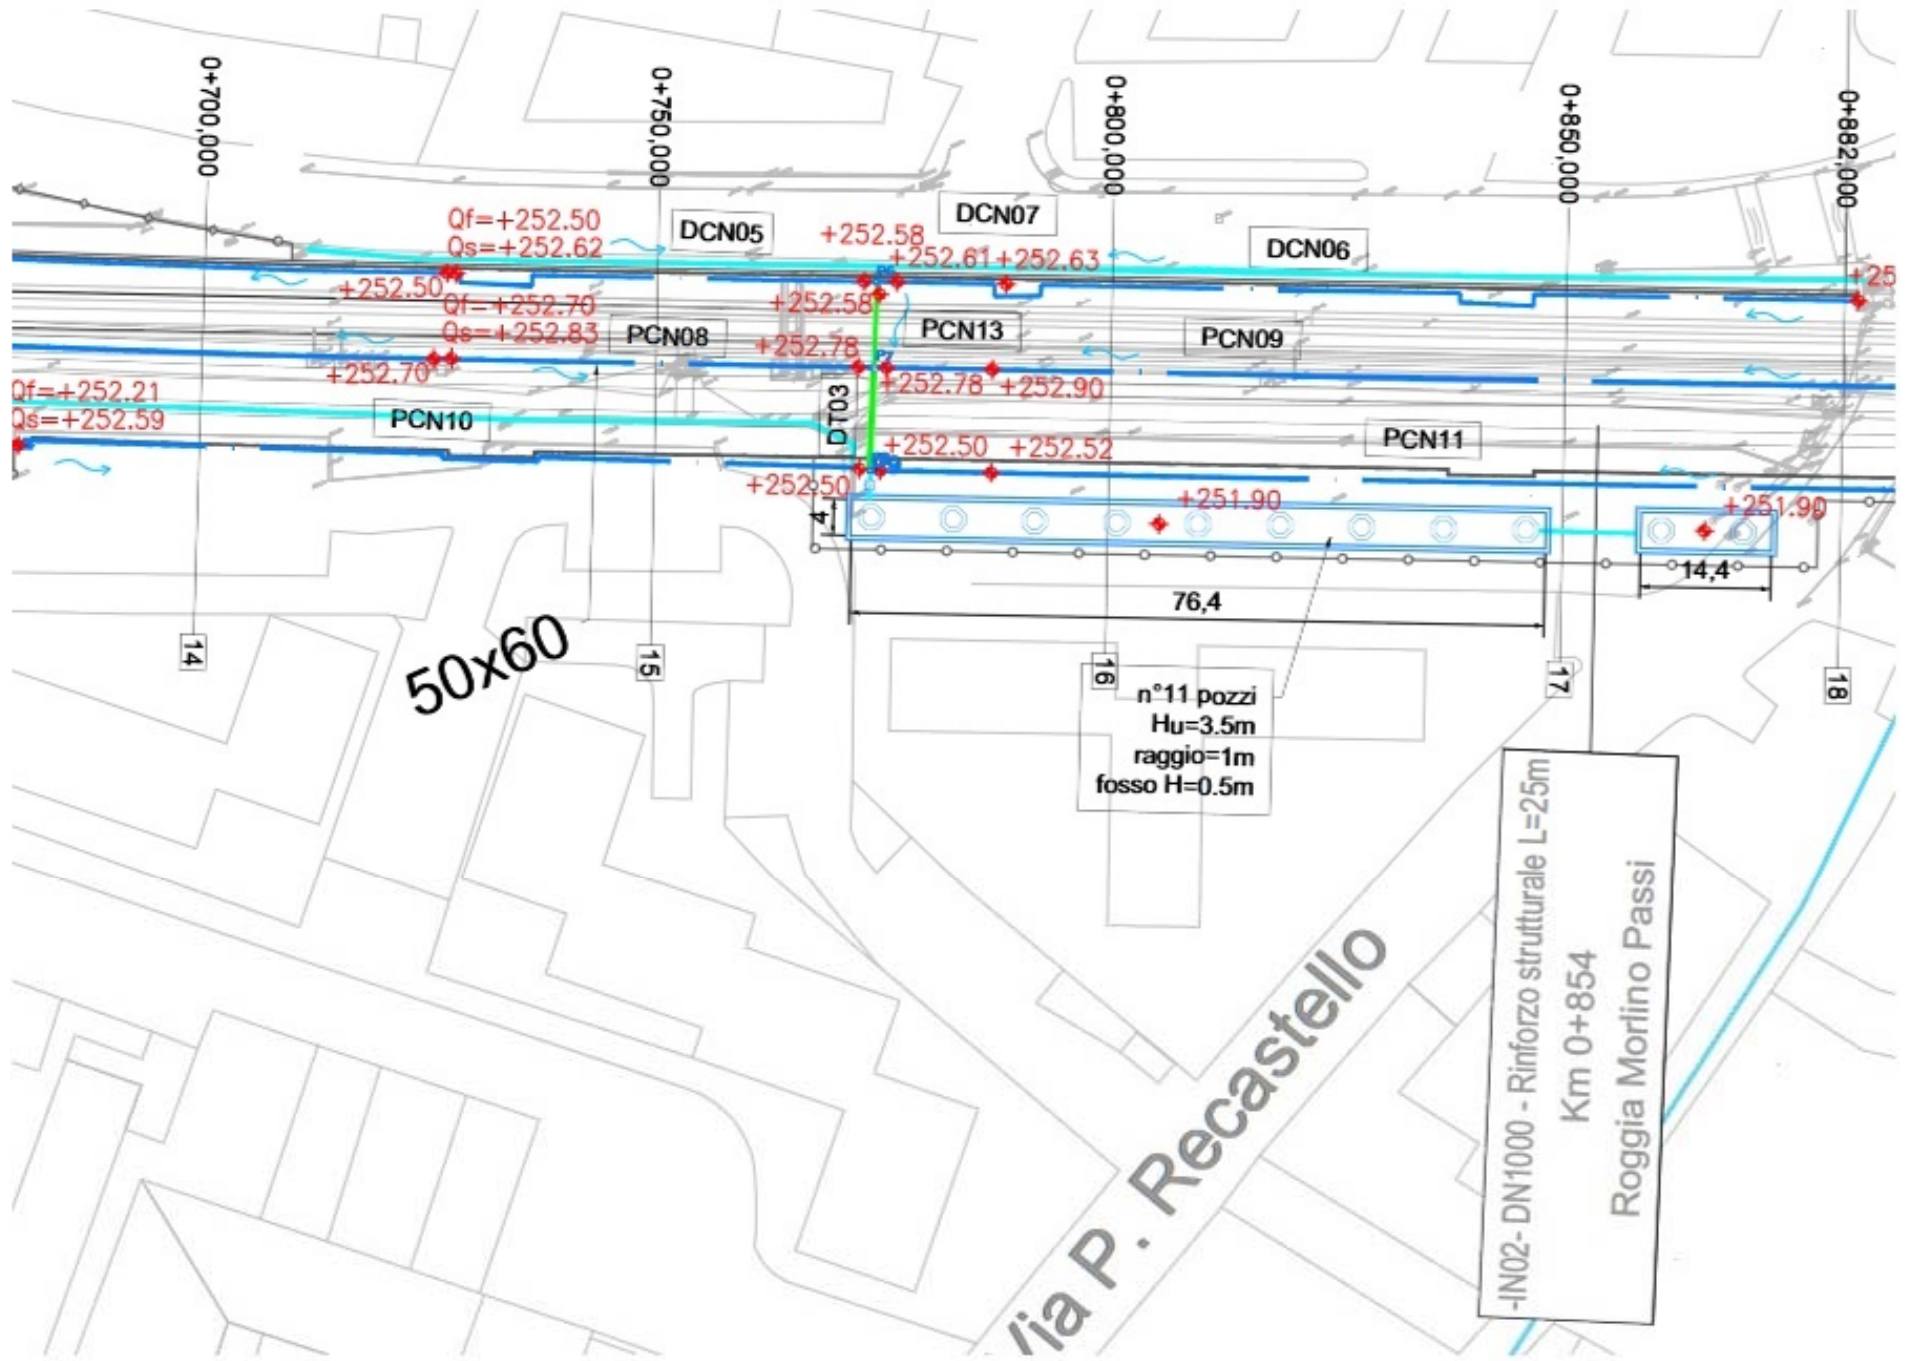 0+700,000
0+750,000
0+800,000
0+850,000
0+882,000
Qf=+252.50
Qs=+252.62
DCN05
DCN07
DCN06
+252.58
+252.61
+252.63
+25
+252.50
+252.58
Qf=+252.70
Qs=+252.83
PCN08
PCN13
PCN09
+252.78
P7
+252.70
+252.78
+252.90
Qf=+252.21
Qs=+252.59
PCN10
DT03
PCN11
+252.50
+252.52
+252.50
+251.90
+251.90
4
76,4
14,4
14
15
16
17
18
50x60
n°11 pozzi
Hu=3.5m
raggio=1m
fosso H=0.5m
-IN02- DN1000 - Rinforzo strutturale L=25m
Km 0+854
Roggia Morlino Passi
Via P. Recastello